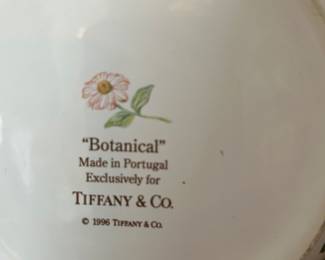 "Botanical"
Made in Portugal
Exclusively for
TIFFANY & CO.
© 1996 TIFFANY & CO.